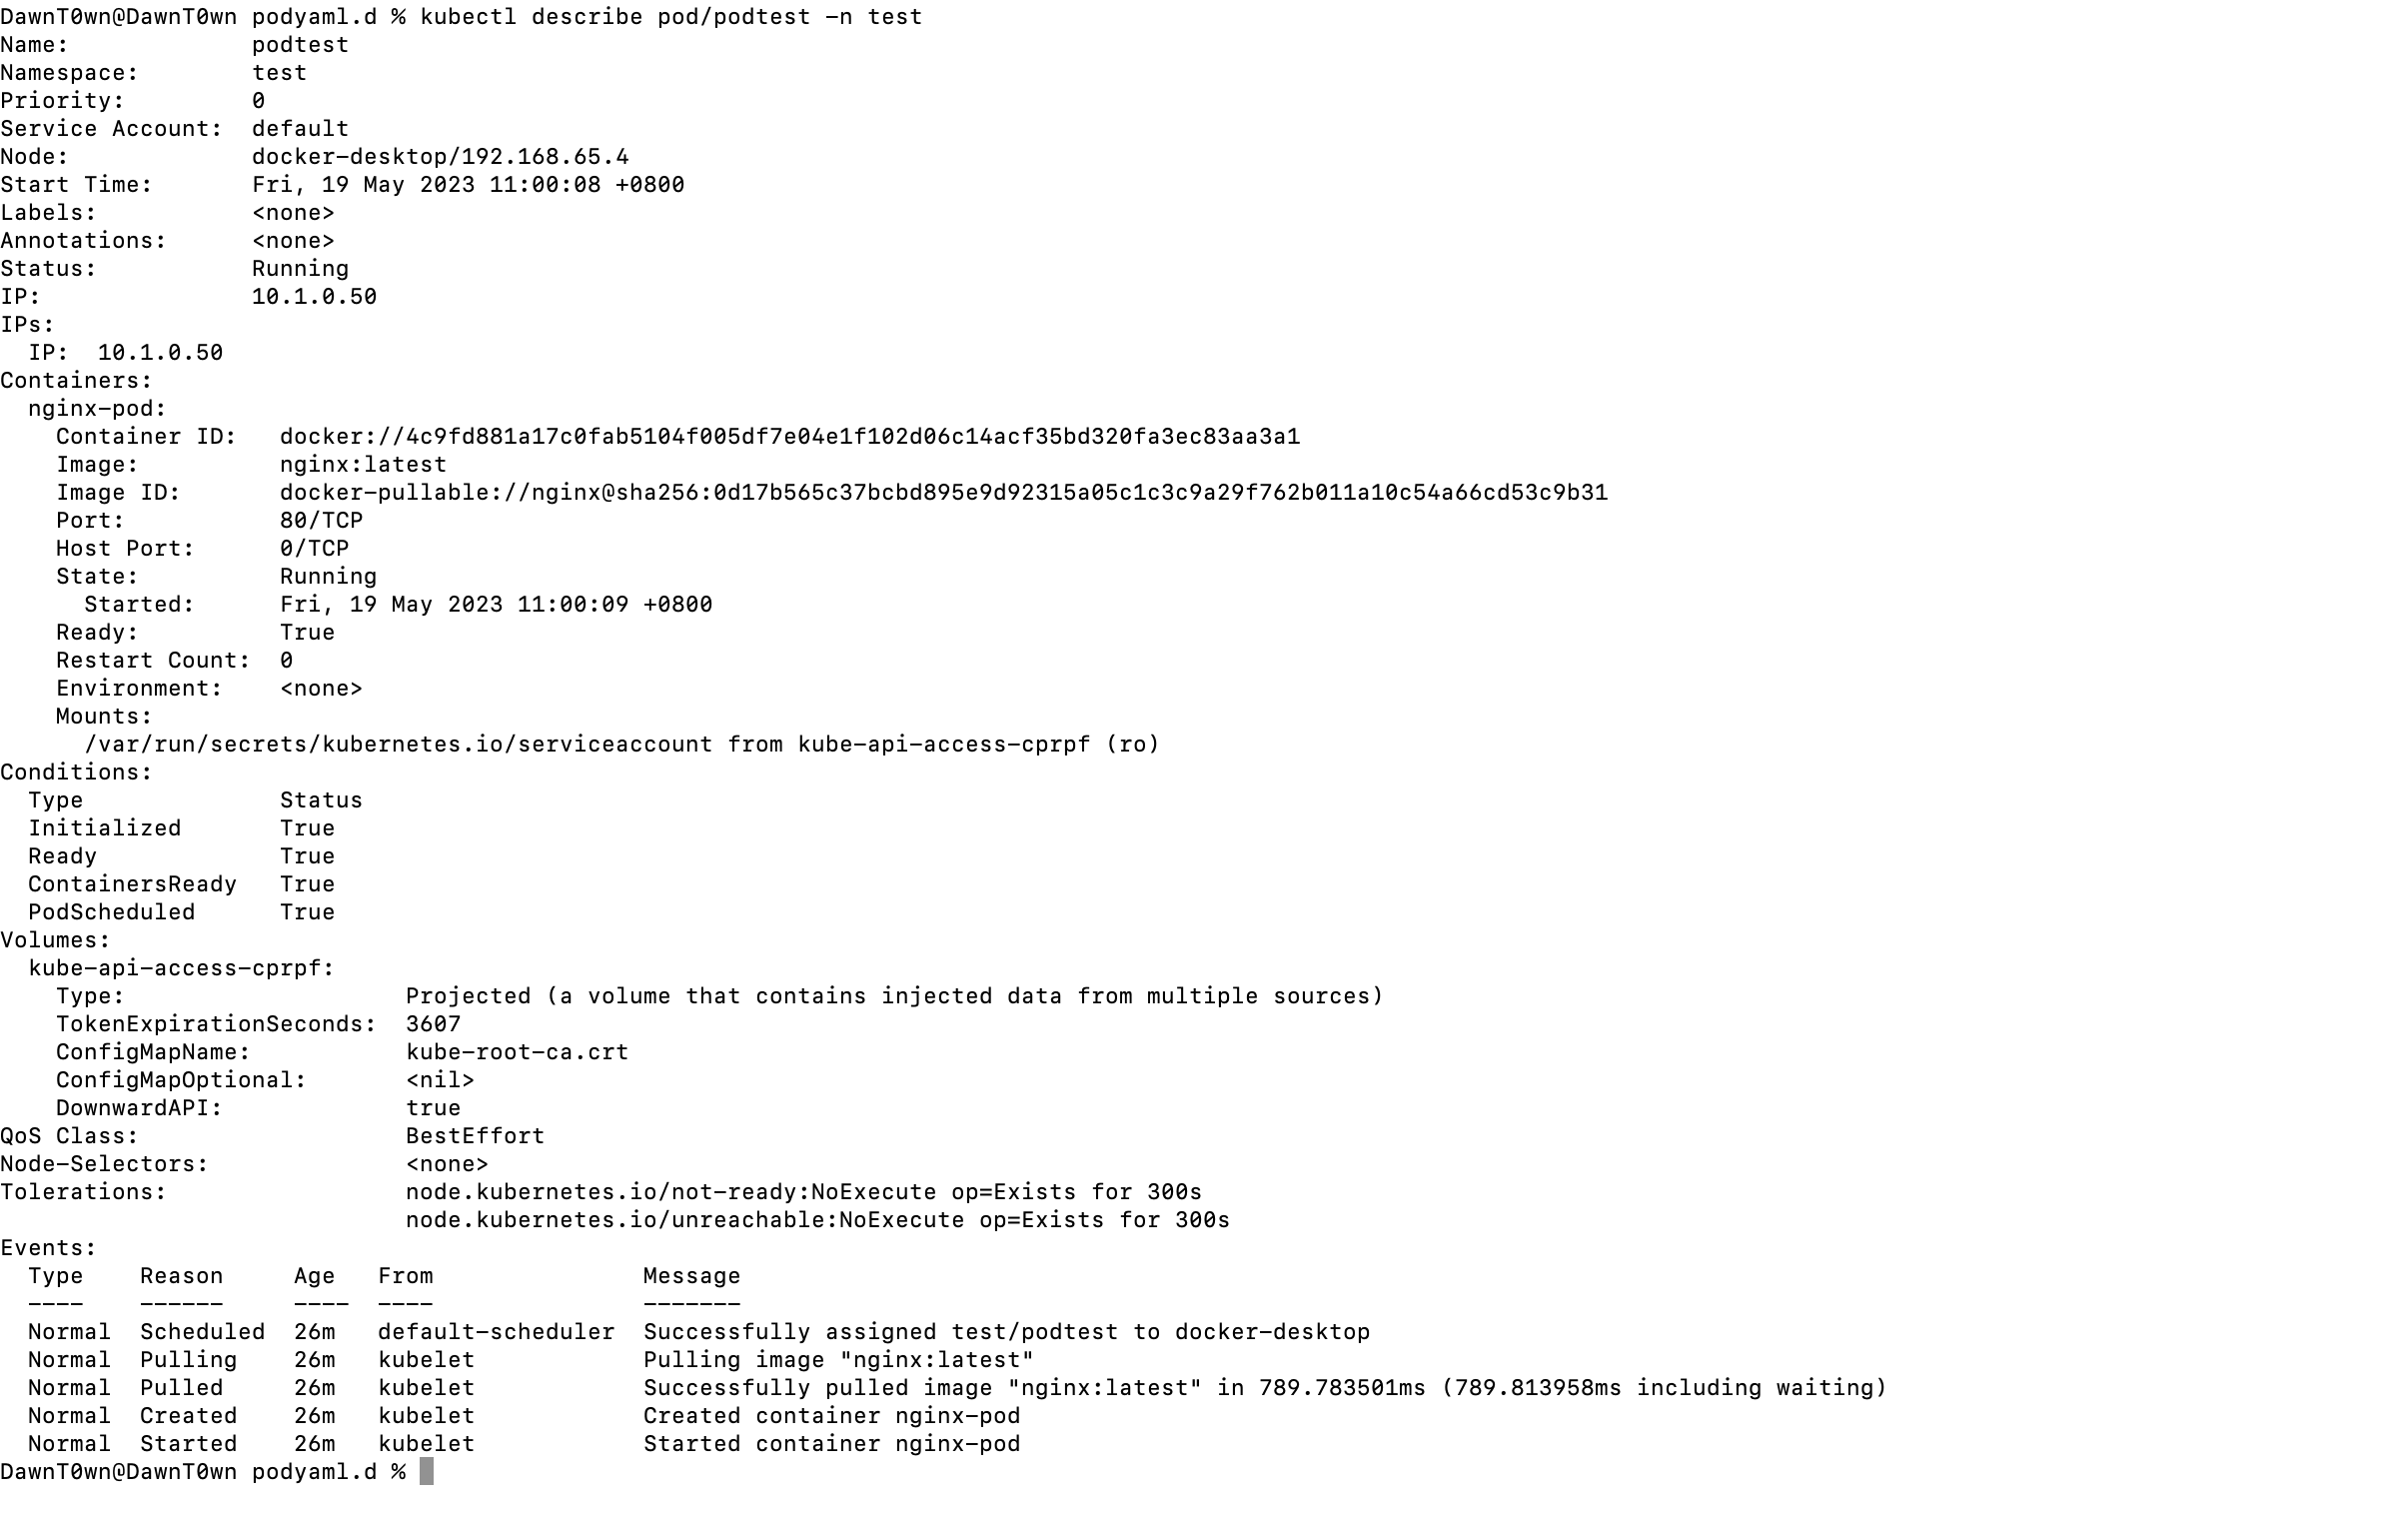 DawnT0wn@DawnT0wn podyaml.d % kubectl describe pod/podtest -n test
Name:             podtest
Namespace:        test
Priority:         0
Service Account:  default
Node:             docker-desktop/192.168.65.4
Start Time:       Fri, 19 May 2023 11:00:08 +0800
Labels:           <none>
Annotations:      <none>
Status:           Running
IP:               10.1.0.50
IPs:
  IP:  10.1.0.50
Containers:
  nginx-pod:
    Container ID:   docker://4c9fd881a17c0fab5104f005df7e04e1f102d06c14acf35bd320fa3ec83aa3a1
    Image:          nginx:latest
    Image ID:       docker-pullable://nginx@sha256:0d17b565c37bcbd895e9d92315a05c1c3c9a29f762b011a10c54a66cd53c9b31
    Port:           80/TCP
    Host Port:      0/TCP
    State:          Running
      Started:      Fri, 19 May 2023 11:00:09 +0800
    Ready:          True
    Restart Count:  0
    Environment:    <none>
    Mounts:
      /var/run/secrets/kubernetes.io/serviceaccount from kube-api-access-cprpf (ro)
Conditions:
  Type              Status
  Initialized       True
  Ready             True
  ContainersReady   True
  PodScheduled      True
Volumes:
  kube-api-access-cprpf:
    Type:                    Projected (a volume that contains injected data from multiple sources)
    TokenExpirationSeconds:  3607
    ConfigMapName:           kube-root-ca.crt
    ConfigMapOptional:       <nil>
    DownwardAPI:             true
QoS Class:                   BestEffort
Node-Selectors:              <none>
Tolerations:                 node.kubernetes.io/not-ready:NoExecute op=Exists for 300s
                             node.kubernetes.io/unreachable:NoExecute op=Exists for 300s
Events:
  Type    Reason     Age   From               Message
  ----    ------     ----  ----               -------
  Normal  Scheduled  26m   default-scheduler  Successfully assigned test/podtest to docker-desktop
  Normal  Pulling    26m   kubelet            Pulling image "nginx:latest"
  Normal  Pulled     26m   kubelet            Successfully pulled image "nginx:latest" in 789.783501ms (789.813958ms including waiting)
  Normal  Created    26m   kubelet            Created container nginx-pod
  Normal  Started    26m   kubelet            Started container nginx-pod
DawnT0wn@DawnT0wn podyaml.d %